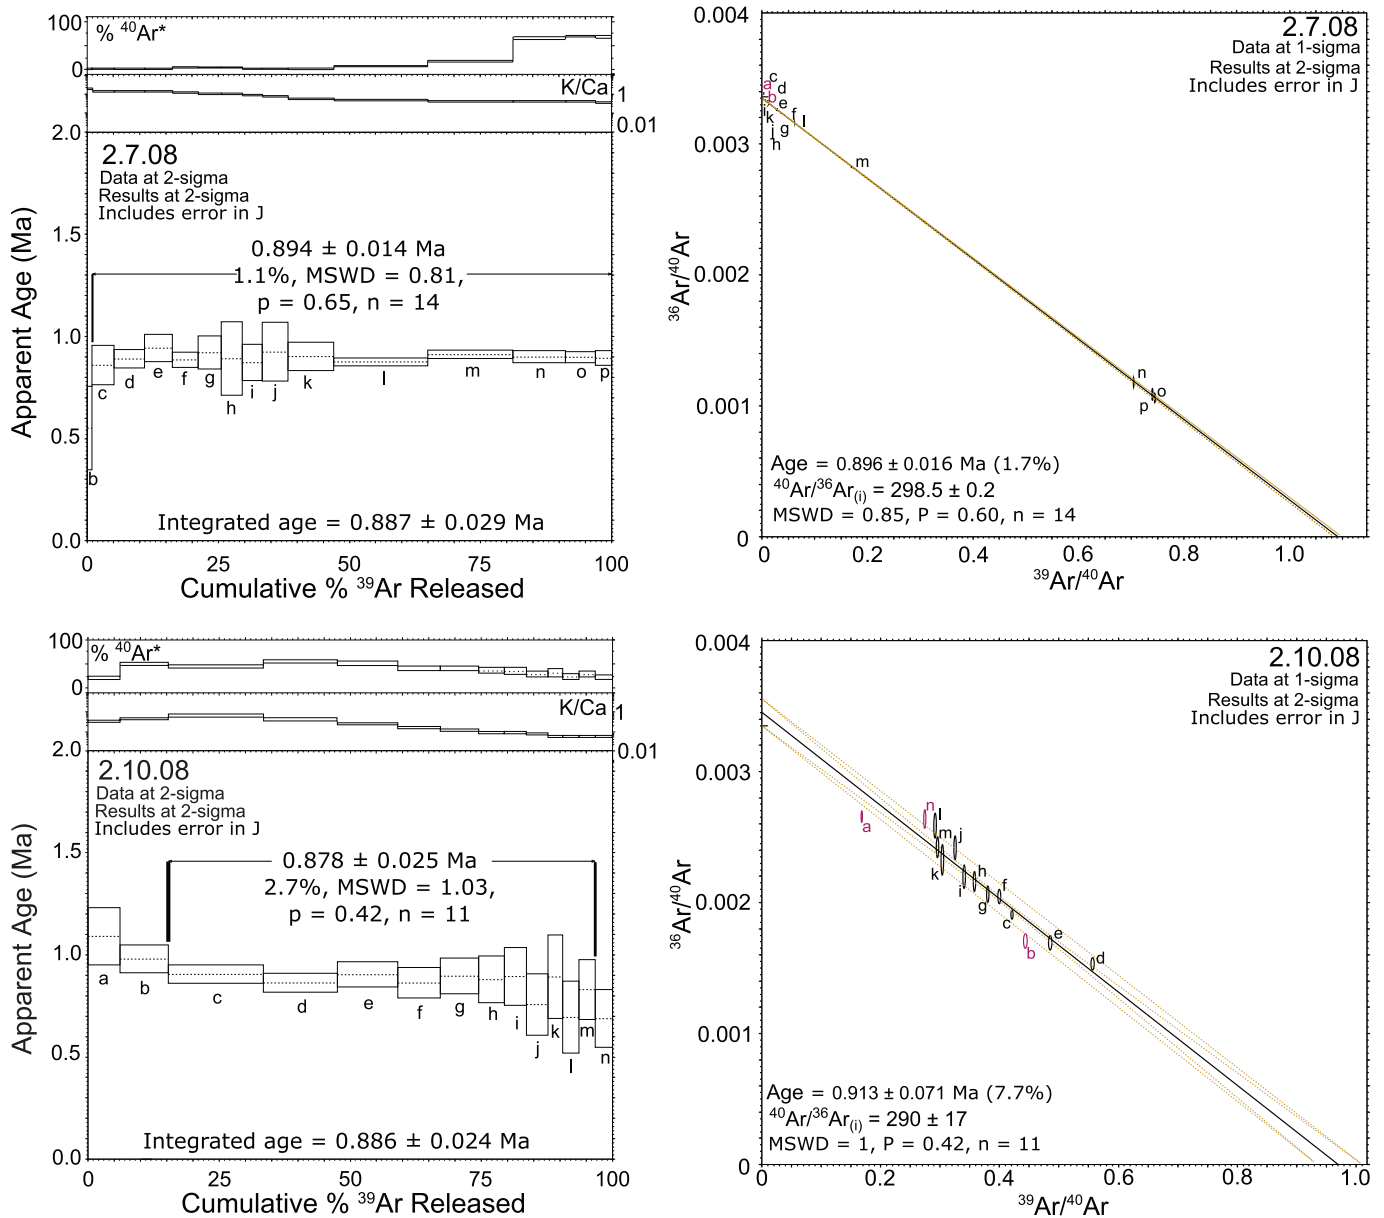 100
% ⁴⁰Ar*
0
K/Ca
1
0.01
2.0
2.7.08
Data at 2-sigma
Results at 2-sigma
Includes error in J
1.5
0.894 ± 0.014 Ma
1.1%, MSWD = 0.81,
p = 0.65, n = 14
1.0
c d e f g h i j k l m n o p
0.5
b
Integrated age = 0.887 ± 0.029 Ma
0.0
0 25 50 75 100
Cumulative % ³⁹Ar Released
Apparent Age (Ma)
0.004
2.7.08
Data at 1-sigma
Results at 2-sigma
Includes error in J
c
a d
b e
i f l
k g
j
h
0.003
m
0.002
³⁶Ar/⁴⁰Ar
n
o
p
0.001
Age = 0.896 ± 0.016 Ma (1.7%)
⁴⁰Ar/³⁶Ar(i) = 298.5 ± 0.2
MSWD = 0.85, P = 0.60, n = 14
0
0 0.2 0.4 0.6 0.8 1.0
³⁹Ar/⁴⁰Ar
100
% ⁴⁰Ar*
0
K/Ca
1
0.01
2.0
2.10.08
Data at 2-sigma
Results at 2-sigma
Includes error in J
1.5
0.878 ± 0.025 Ma
2.7%, MSWD = 1.03,
p = 0.42, n = 11
1.0
a b c d e f g h i j k l m n
0.5
Integrated age = 0.886 ± 0.024 Ma
0.0
0 25 50 75 100
Cumulative % ³⁹Ar Released
Apparent Age (Ma)
0.004
2.10.08
Data at 1-sigma
Results at 2-sigma
Includes error in J
0.003
n
l
a
m j
k h
i f
g
c
e
b
d
0.002
³⁶Ar/⁴⁰Ar
0.001
Age = 0.913 ± 0.071 Ma (7.7%)
⁴⁰Ar/³⁶Ar(i) = 290 ± 17
MSWD = 1, P = 0.42, n = 11
0
0 0.2 0.4 0.6 0.8 1.0
³⁹Ar/⁴⁰Ar